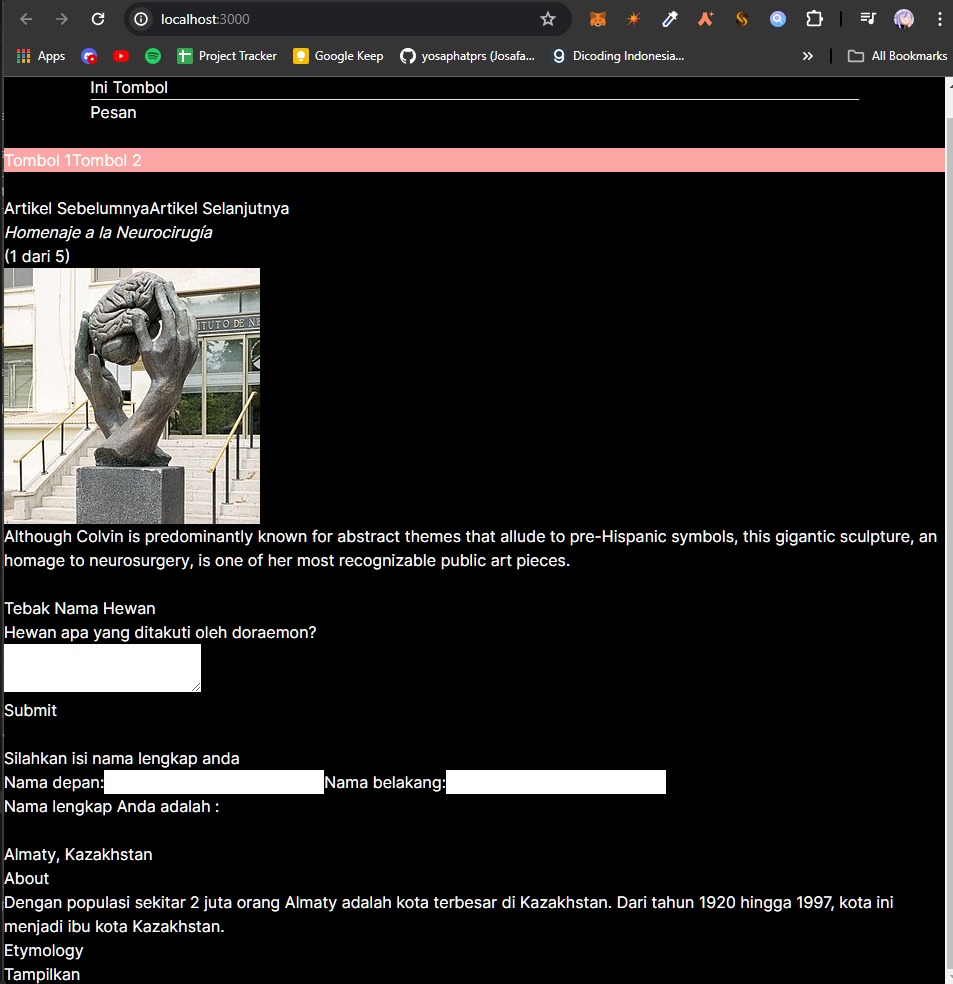 localhost:3000
Apps
Project Tracker
Google Keep
yosaphatprs (Josafa...
Dicoding Indonesia...
»
All Bookmarks
Ini Tombol
Pesan
Tombol 1Tombol 2
Artikel SebelumnyaArtikel Selanjutnya
Homenaje a la Neurocirugía
(1 dari 5)
ITUTO DE NE
Although Colvin is predominantly known for abstract themes that allude to pre-Hispanic symbols, this gigantic sculpture, an
homage to neurosurgery, is one of her most recognizable public art pieces.
Tebak Nama Hewan
Hewan apa yang ditakuti oleh doraemon?
Submit
Silahkan isi nama lengkap anda
Nama depan: Nama belakang:
Nama lengkap Anda adalah :
Almaty, Kazakhstan
About
Dengan populasi sekitar 2 juta orang Almaty adalah kota terbesar di Kazakhstan. Dari tahun 1920 hingga 1997, kota ini
menjadi ibu kota Kazakhstan.
Etymology
Tampilkan